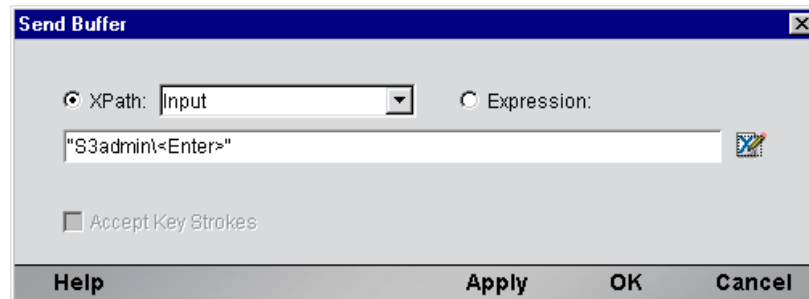 Send Buffer
XPath: Input Expression:
"S3admin\<Enter>"
Accept Key Strokes
Help Apply OK Cancel